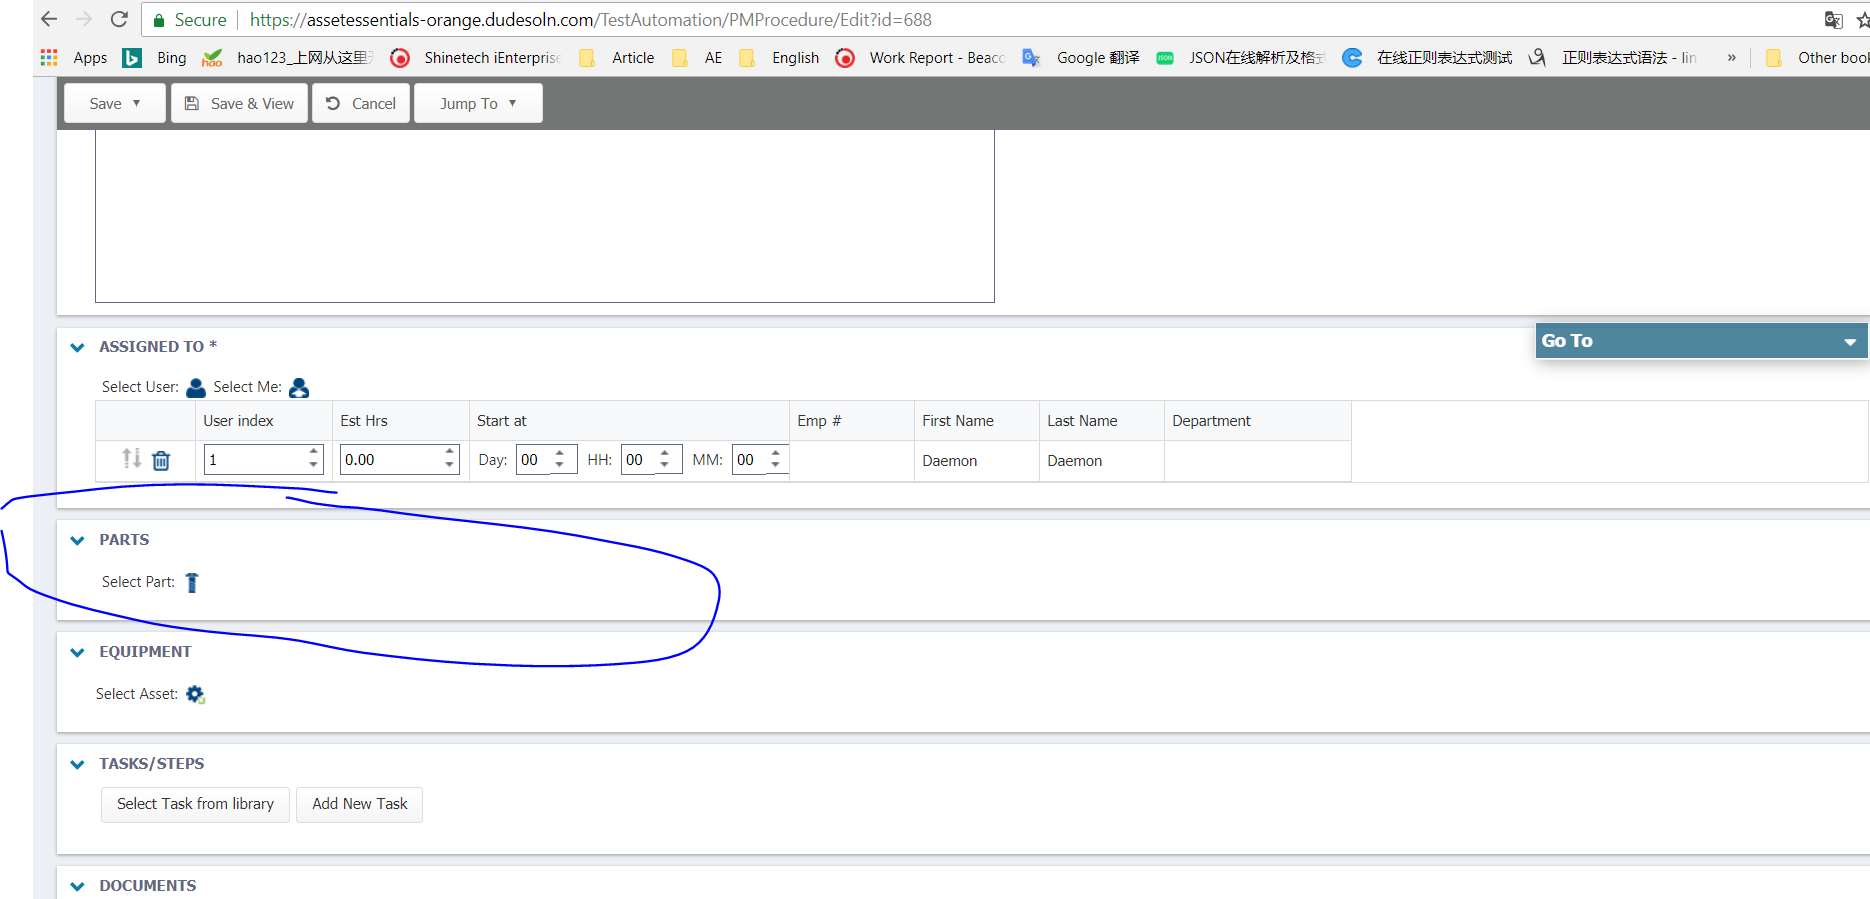 Secure https://assetessentials-orange.dudesoln.com/TestAutomation/PMProcedure/Edit?id=688
Apps Bing hao123_上网从这里 Shinetech iEnterpris Article AE English Work Report - Beaco Google 翻译 JSON在线解析及格式 在线正则表达式测试 正则表达式语法 - lin » Other book
Save Save & View Cancel Jump To
ASSIGNED TO *
Go To
Select User: Select Me:
User index Est Hrs Start at Emp # First Name Last Name Department
1 0.00 Day: 00 HH: 00 MM: 00 Daemon Daemon
PARTS
Select Part:
EQUIPMENT
Select Asset:
TASKS/STEPS
Select Task from library Add New Task
DOCUMENTS